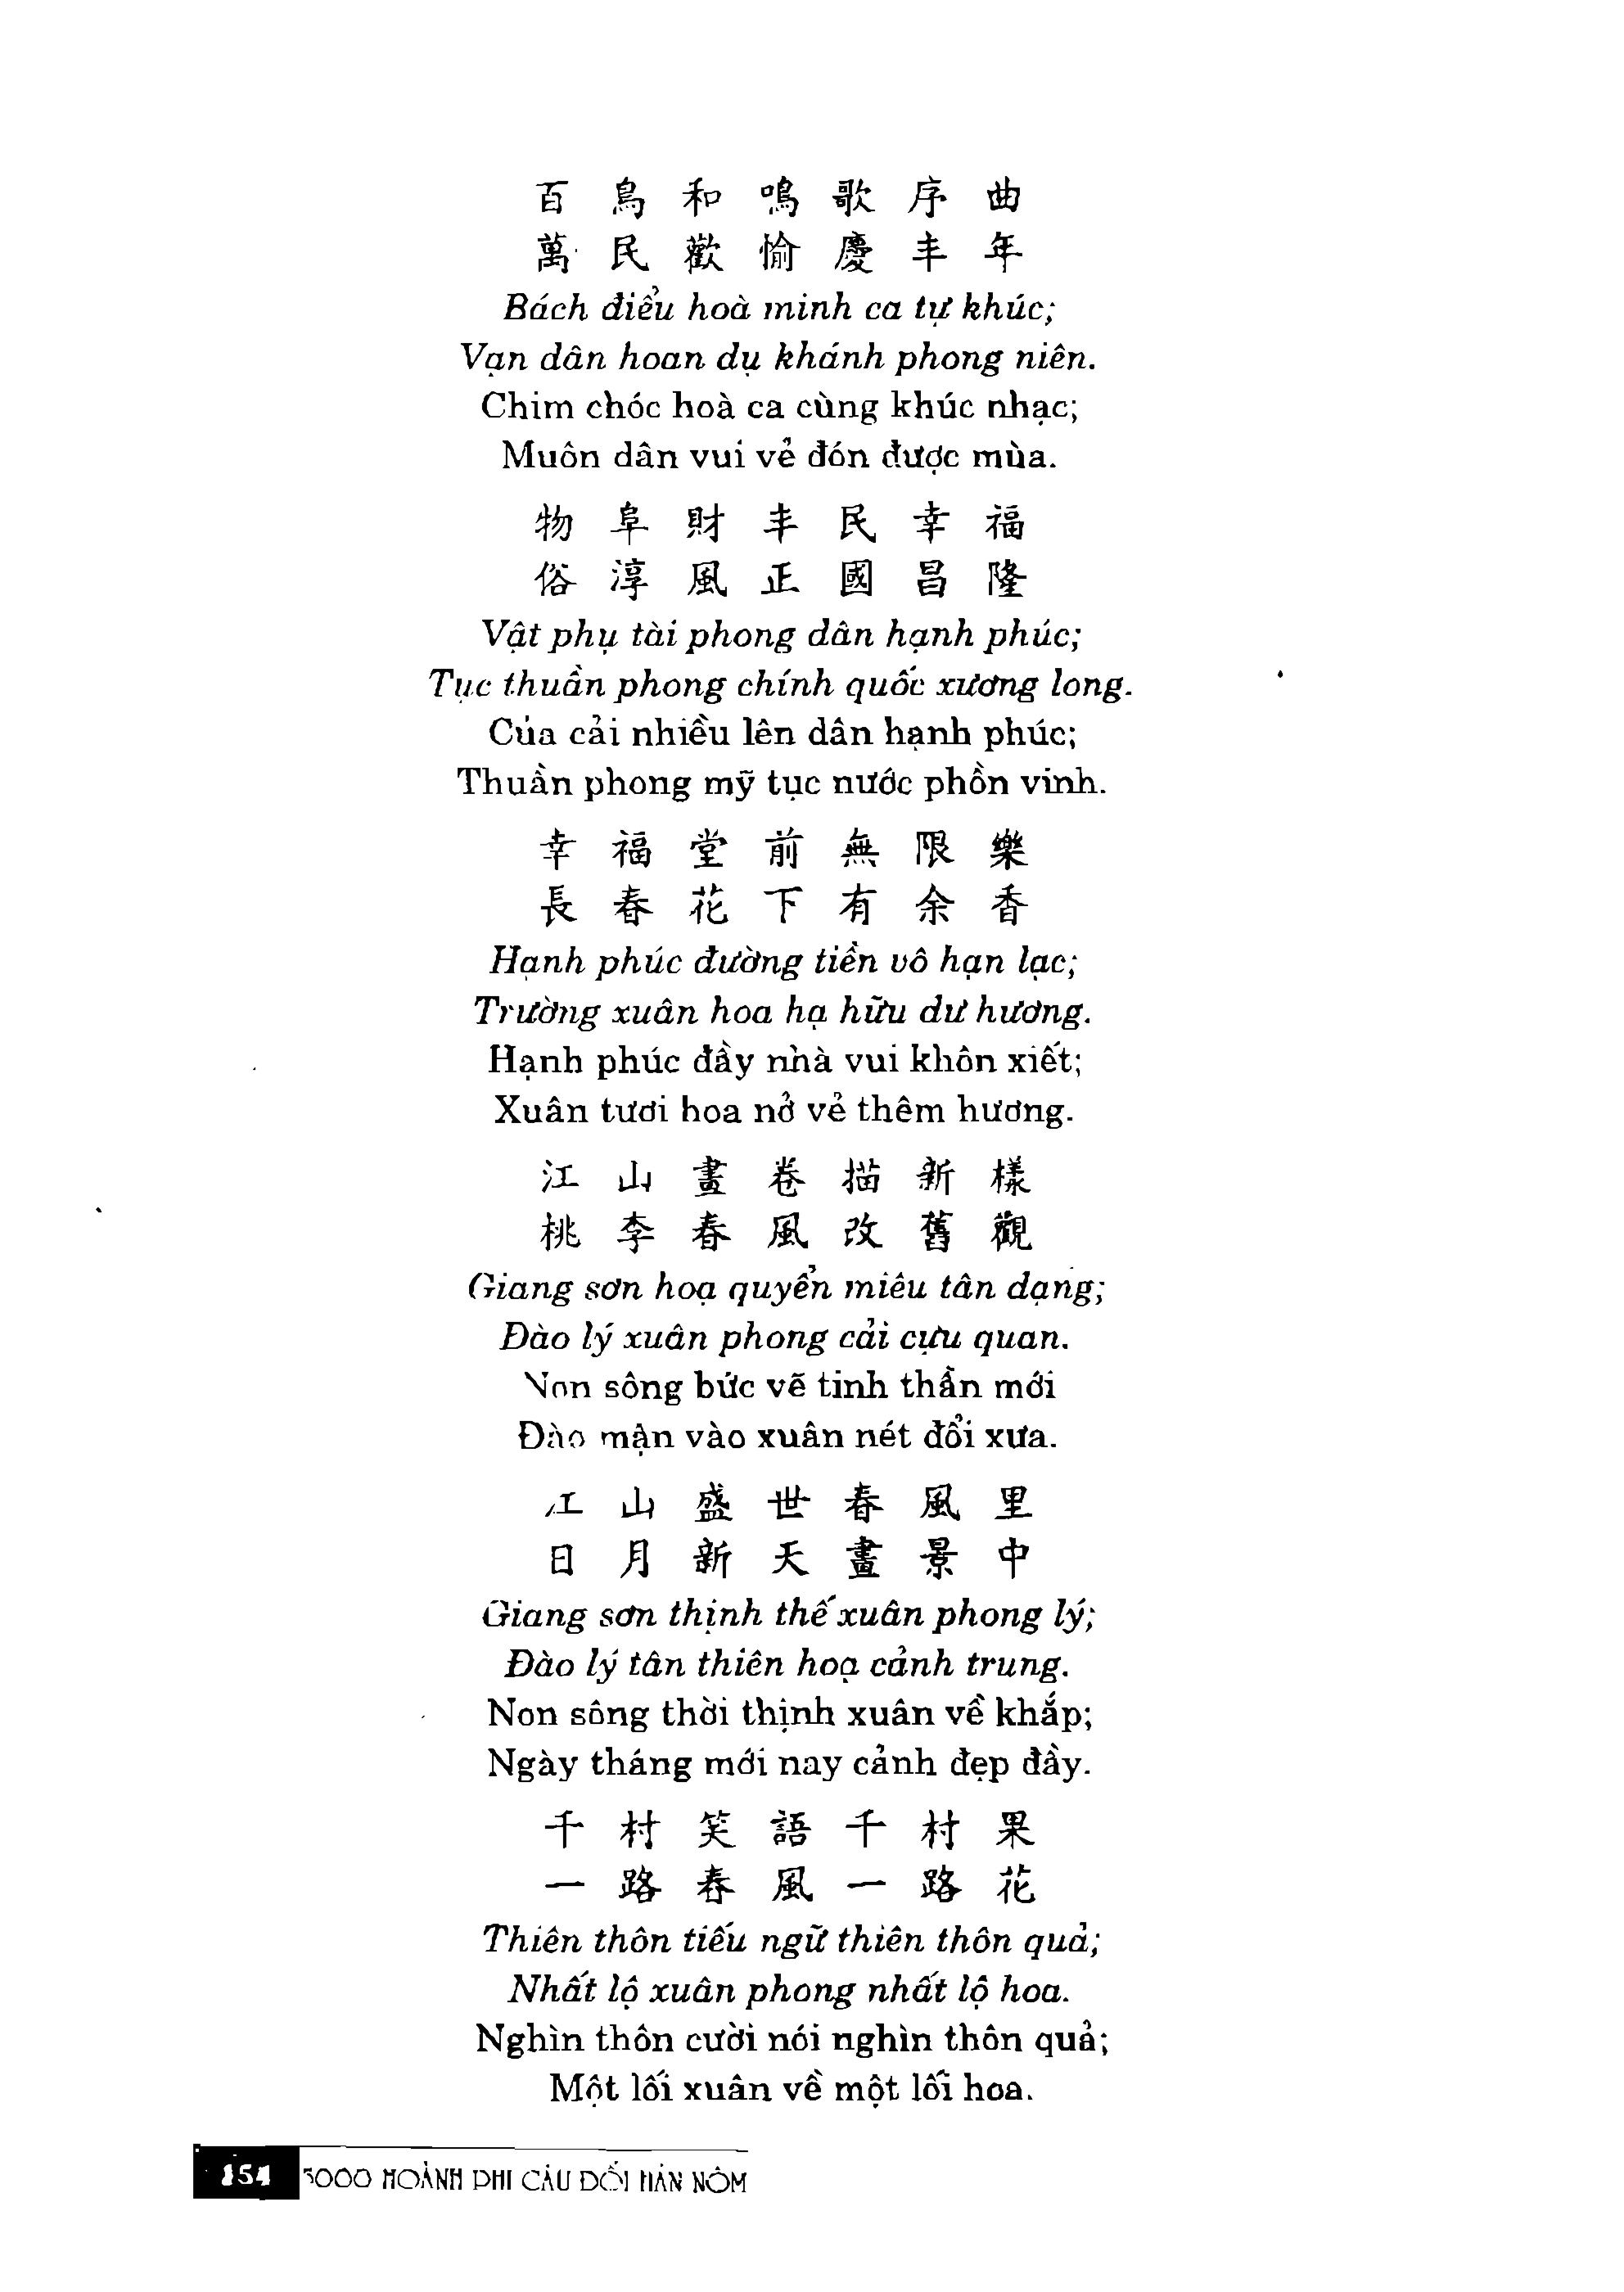 百鳥和鳴歌序曲
萬民歡愉慶丰年
Bách điểu hoà minh ca tự khúc;
Vạn dân hoan dụ khánh phong niên.
Chim chóc hoà ca cùng khúc nhạc;
Muôn dân vui vẻ đón được mùa.
物阜財丰民幸福
俗淳風正國昌隆
Vật phụ tài phong dân hạnh phúc;
Tục thuần phong chính quốc xương long.
Của cải nhiều lên dân hạnh phúc;
Thuần phong mỹ tục nước phồn vinh.
幸福堂前無限樂
長春花下有余香
Hạnh phúc đường tiền vô hạn lạc;
Trường xuân hoa hạ hữu dư hương.
Hạnh phúc đầy nhà vui khôn xiết;
Xuân tươi hoa nở vẻ thêm hương.
江山畫卷描新樣
桃李春風改舊觀
Giang sơn hoạ quyển miêu tân dạng;
Đào lý xuân phong cải cựu quan.
Non sông bức vẽ tinh thần mới
Đào mận vào xuân nét đổi xưa.
江山盛世春風里
日月新天畫景中
Giang sơn thịnh thế xuân phong lý;
Đào lý tân thiên hoạ cảnh trung.
Non sông thời thịnh xuân về khắp;
Ngày tháng mới nay cảnh đẹp đầy.
千村笑語千村果
一路春風一路花
Thiên thôn tiếu ngữ thiên thôn quả;
Nhất lộ xuân phong nhất lộ hoa.
Nghìn thôn cười nói nghìn thôn quả;
Một lối xuân về một lối hoa.
154 5000 HOÀNH PHI CÂU ĐỐI HÁN NÔM